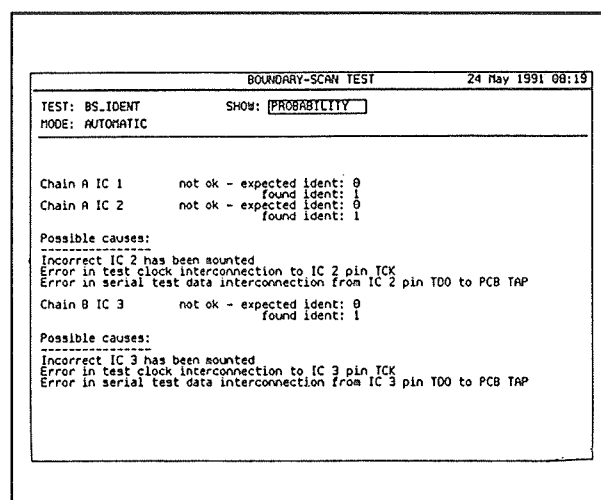 BOUNDARY-SCAN TEST 24 May 1991 08:19
TEST: BS_IDENT SHOW: PROBABILITY
MODE: AUTOMATIC
Chain A IC 1 not ok - expected ident: 0
found ident: 1
Chain A IC 2 not ok - expected ident: 0
found ident: 1
Possible causes:
-----------------
Incorrect IC 2 has been mounted
Error in test clock interconnection to IC 2 pin TCK
Error in serial test data interconnection from IC 2 pin TDO to PCB TAP
Chain B IC 3 not ok - expected ident: 0
found ident: 1
Possible causes:
-----------------
Incorrect IC 3 has been mounted
Error in test clock interconnection to IC 3 pin TCK
Error in serial test data interconnection from IC 3 pin TDO to PCB TAP